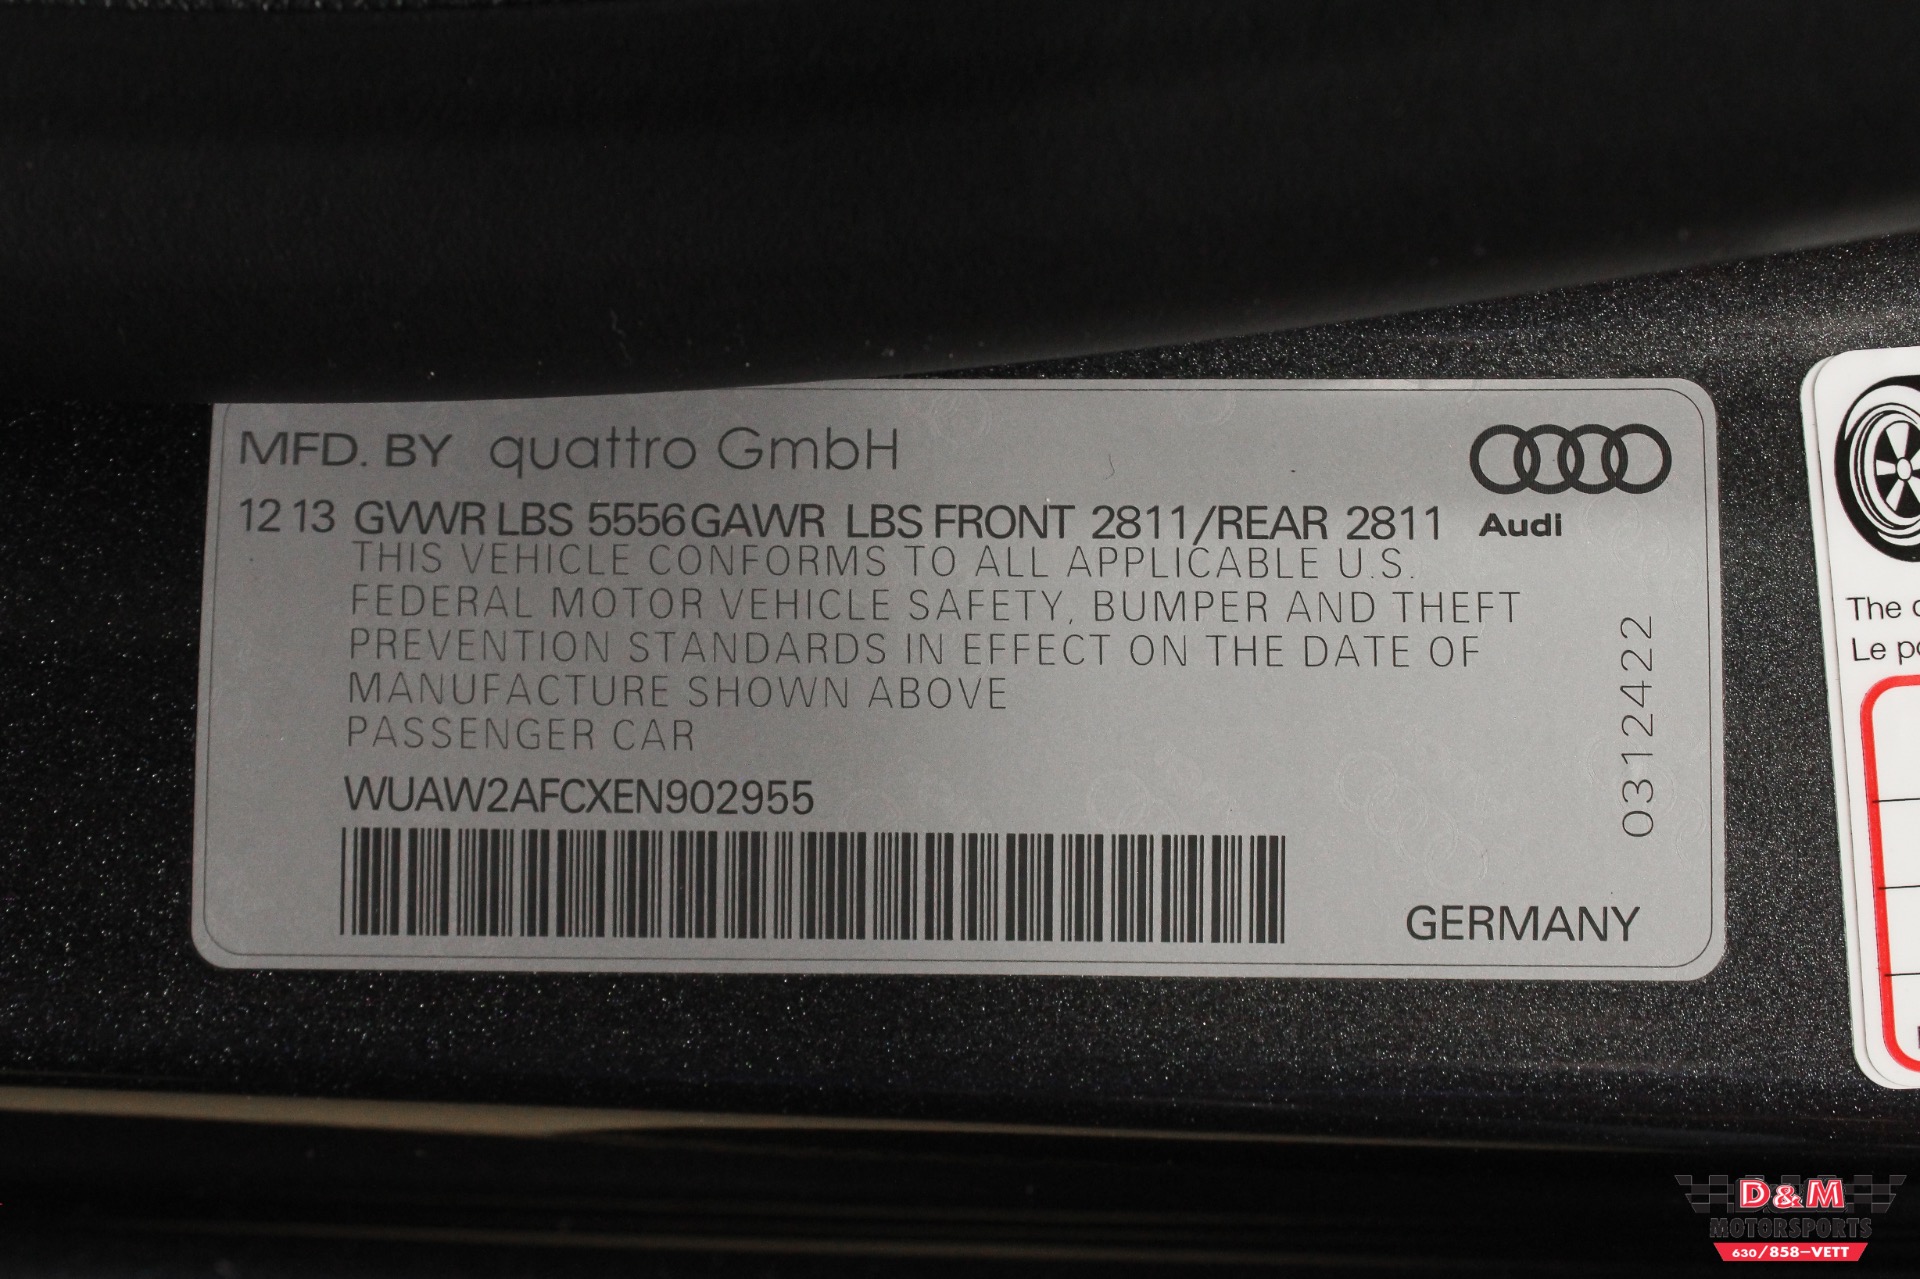 MFD. BY quattro GmbH
12 13 GVWR LBS 5556 GAWR LBS FRONT 2811/REAR 2811
Audi
THIS VEHICLE CONFORMS TO ALL APPLICABLE U.S.
FEDERAL MOTOR VEHICLE SAFETY, BUMPER AND THEFT
PREVENTION STANDARDS IN EFFECT ON THE DATE OF
MANUFACTURE SHOWN ABOVE
PASSENGER CAR
WUAW2AFCXEN902955
0312422
GERMANY
The
Le
D&M
MOTORSPORTS
630/858-VETT